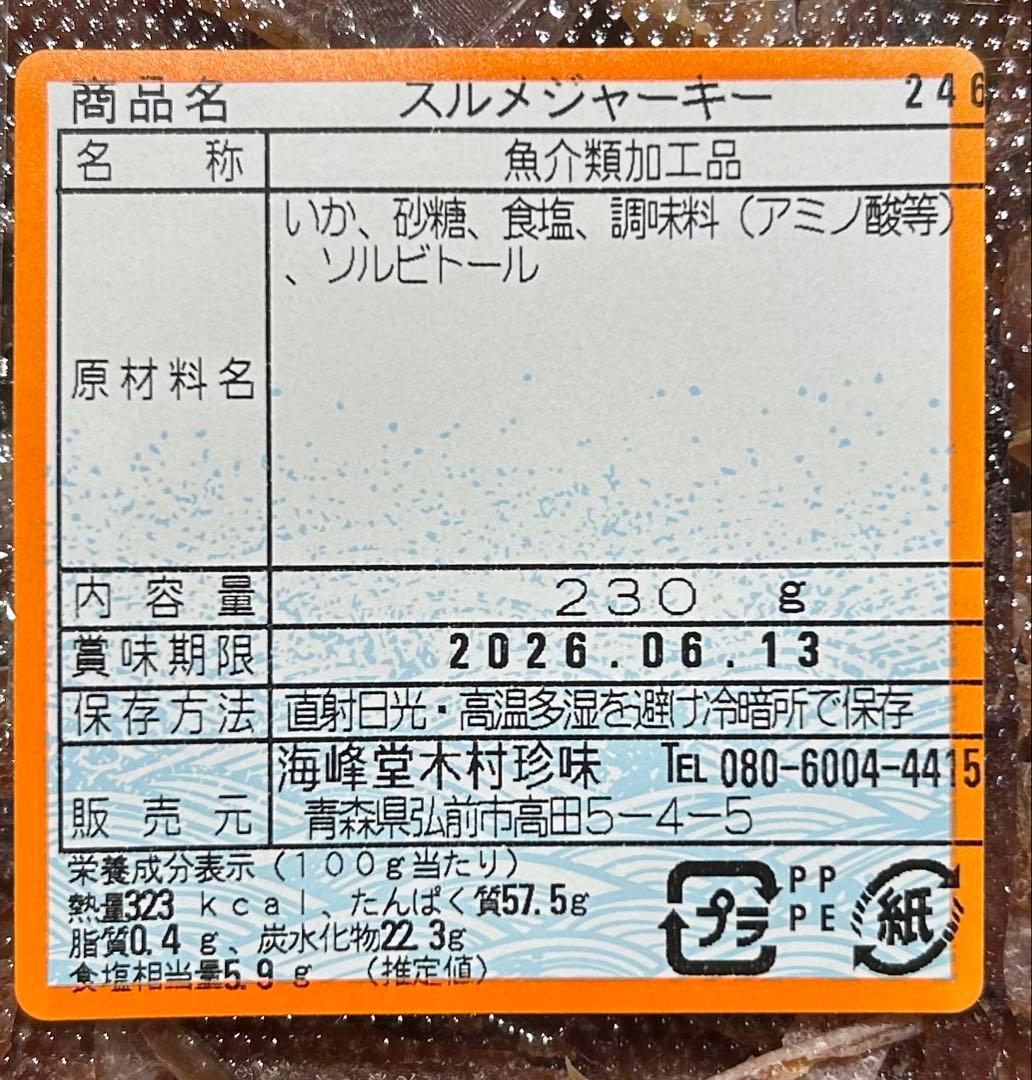 商品名 スルメジャーキー 246
名称 魚介類加工品
原材料名 いか、砂糖、食塩、調味料（アミノ酸等）
、ソルビトール
内容量 230 g
賞味期限 2026.06.13
保存方法 直射日光・高温多湿を避け冷暗所で保存
販売元 海峰堂木村珍味 TEL 080-6004-4415
青森県弘前市高田5-4-5
栄養成分表示（100g当たり）
熱量323 kcal、たんぱく質57.5g
脂質0.4 g、炭水化物22.3g
食塩相当量5.9 g （推定値）
プラ PP
PE
紙